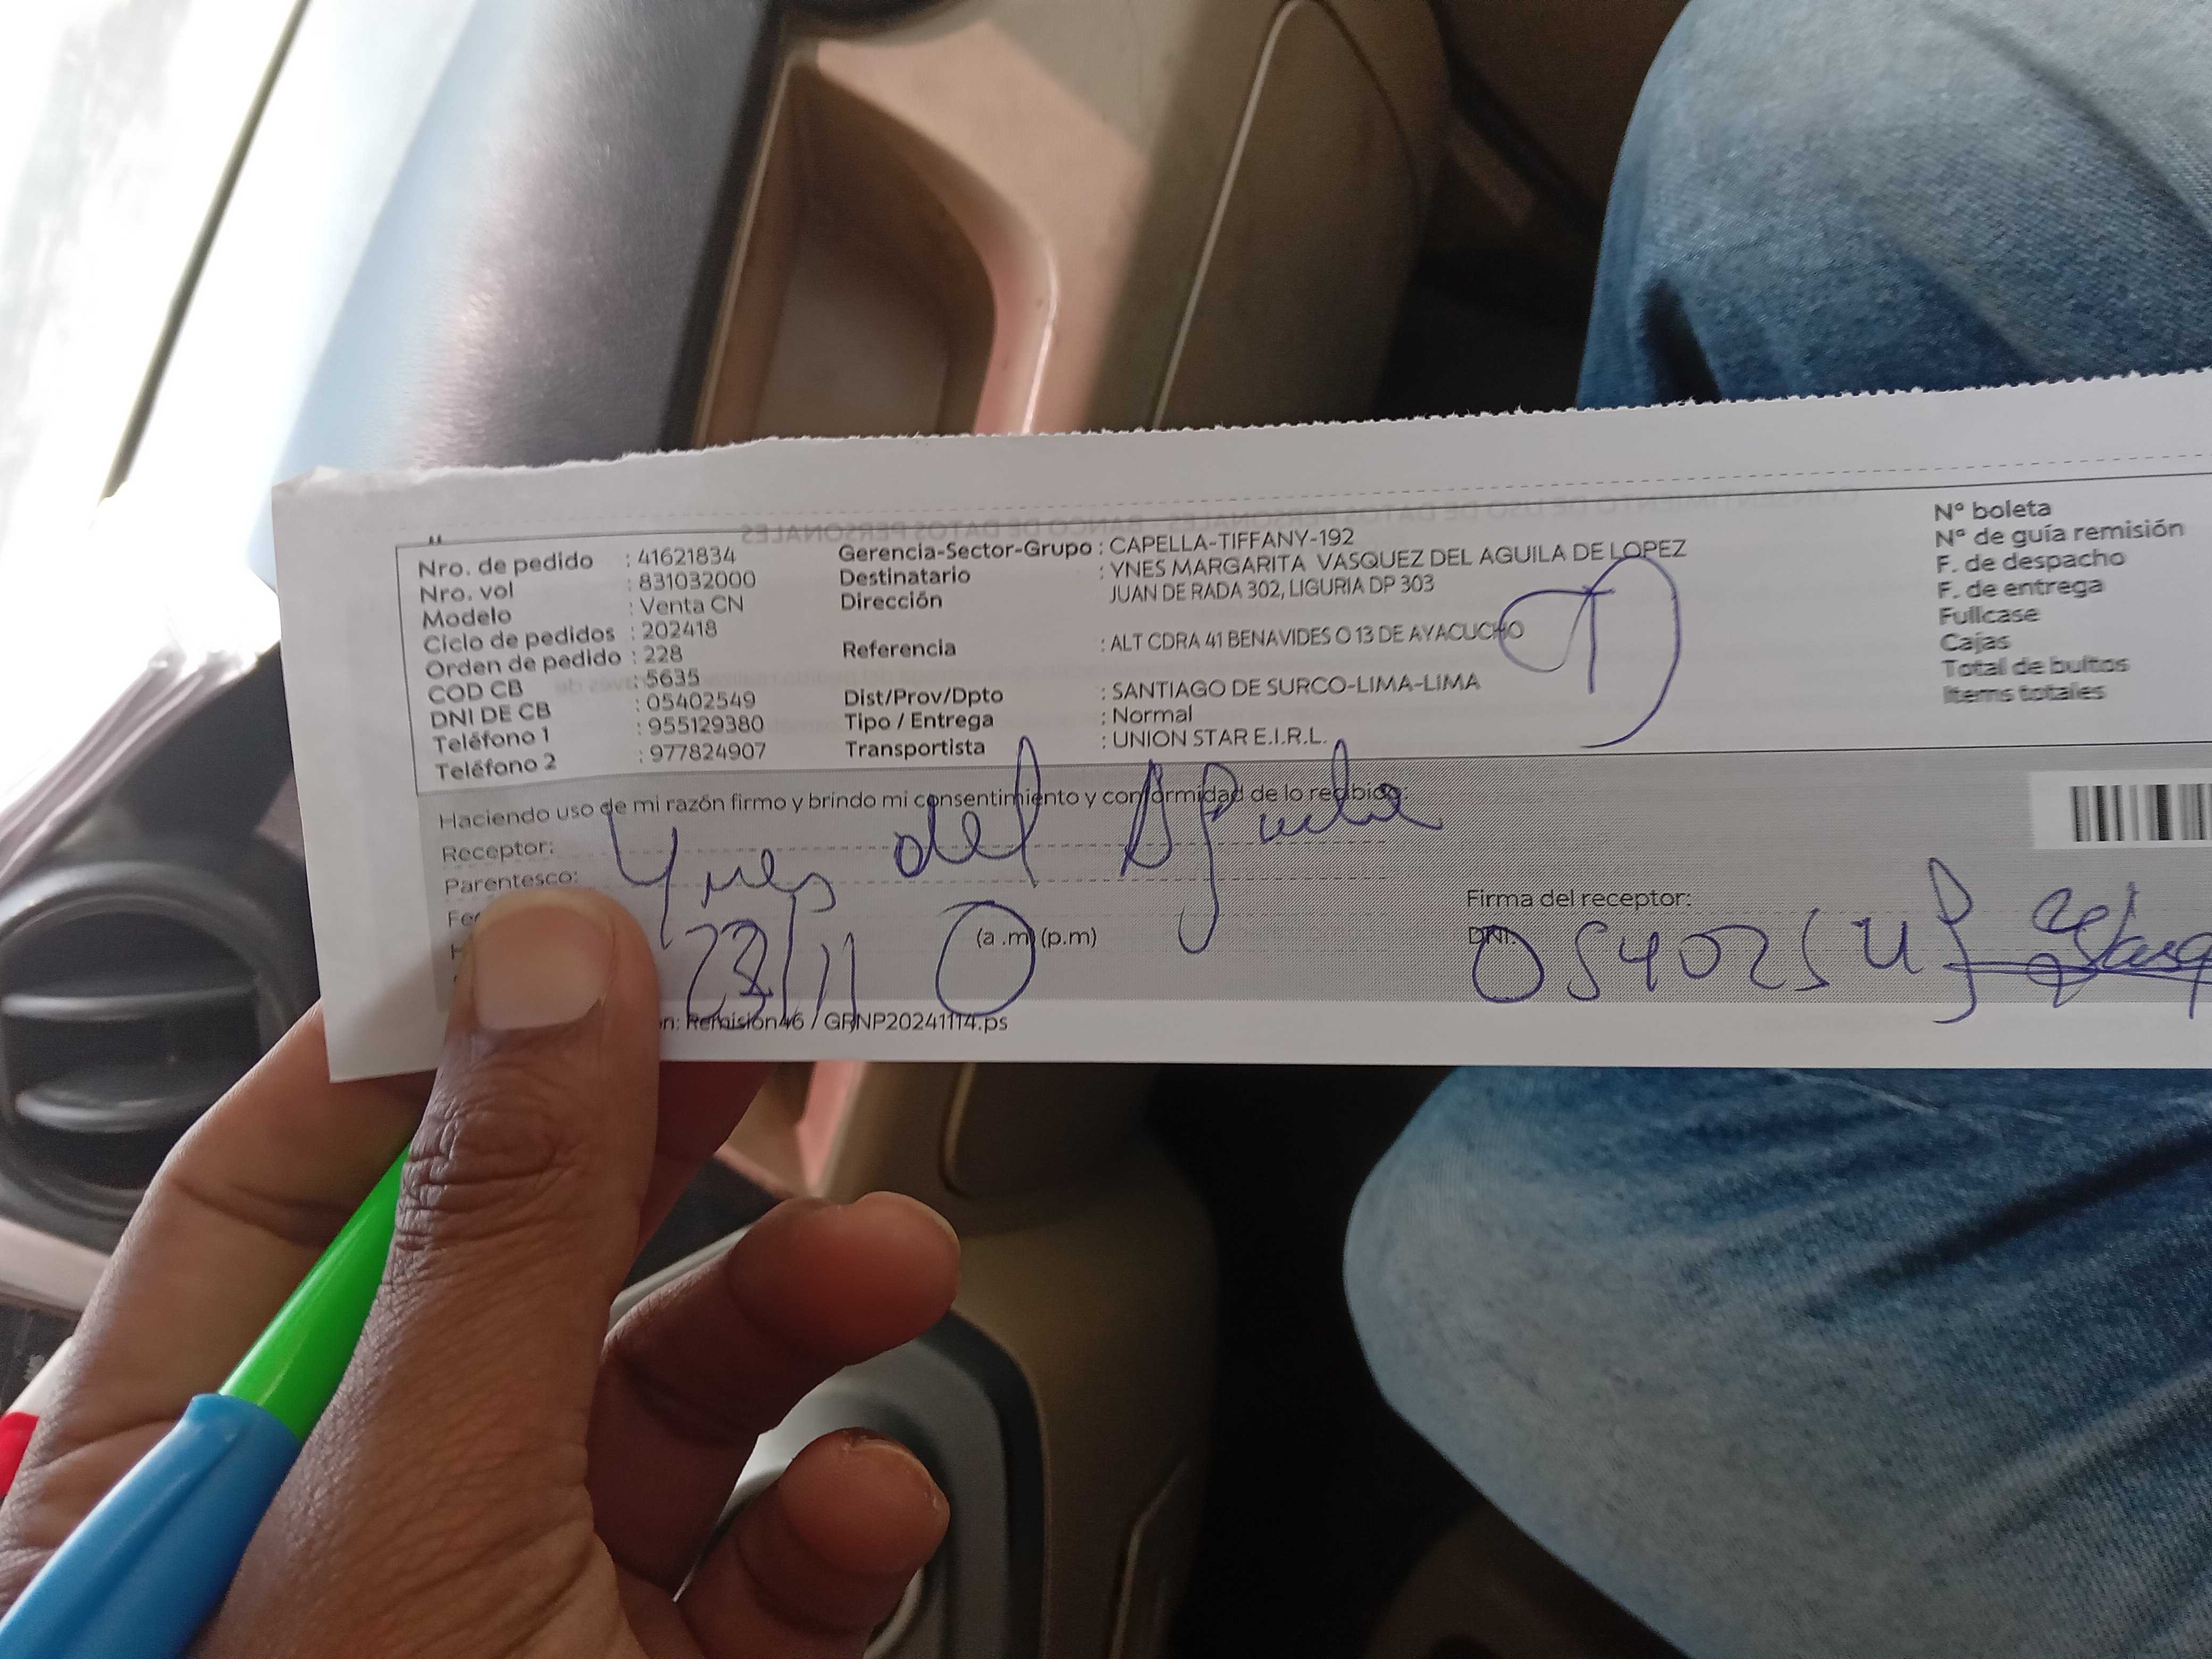 Nro. de pedido : 41621834
Nro. vol : 831032000
Modelo : Venta CN
Ciclo de pedidos : 202418
Orden de pedido : 228
COD CB : 5635
DNI DE CB : 05402549
Teléfono 1 : 955129380
Teléfono 2 : 977824907
Gerencia-Sector-Grupo : CAPELLA-TIFFANY-192
Destinatario : YNES MARGARITA VASQUEZ DEL AGUILA DE LOPEZ
Dirección JUAN DE RADA 302, LIGURIA DP 303
Referencia : ALT CDRA 41 BENAVIDES O 13 DE AYACUCHO
Dist/Prov/Dpto : SANTIAGO DE SURCO-LIMA-LIMA
Tipo / Entrega : Normal
Transportista : UNION STAR E.I.R.L.
N° boleta
N° de guía remisión
F. de despacho
F. de entrega
Fullcase
Cajas
Total de bultos
Items totales
Haciendo uso de mi razón firmo y brindo mi consentimiento y conformidad de lo recibido:
Receptor: Ynes del Aguila
Parentesco:
23/11
(a .m) (p.m)
Firma del receptor:
DNI: 05402549
Remisión46 / GRNP20241114.ps